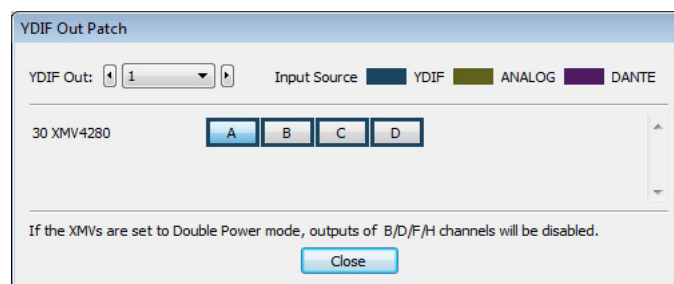 YDIF Out Patch
YDIF Out: 1 Input Source YDIF ANALOG DANTE
30 XMV4280 A B C D
If the XMVs are set to Double Power mode, outputs of B/D/F/H channels will be disabled.
Close